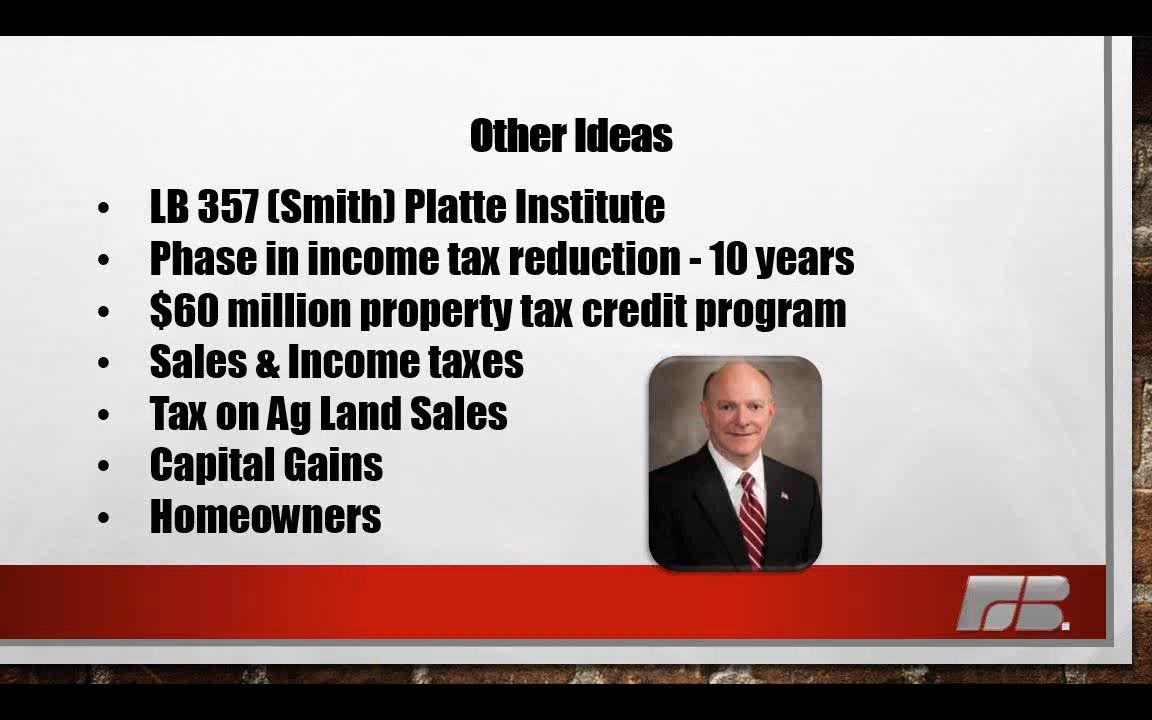 Other Ideas
• LB 357 (Smith) Platte Institute
• Phase in income tax reduction - 10 years
• $60 million property tax credit program
• Sales & Income taxes
• Tax on Ag Land Sales
• Capital Gains
• Homeowners
FB